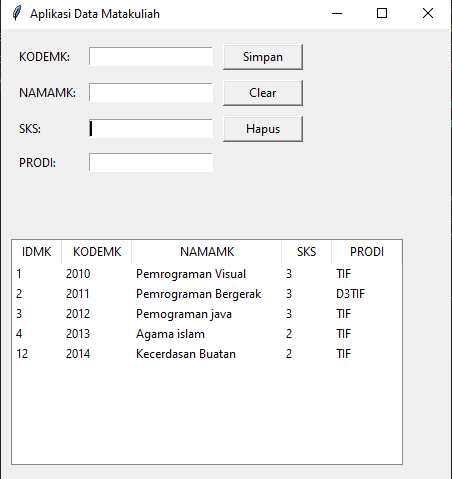 Aplikasi Data Matakuliah
KODEMK: Simpan
NAMAMK: Clear
SKS: Hapus
PRODI:
IDMK KODEMK NAMAMK SKS PRODI
1 2010 Pemrograman Visual 3 TIF
2 2011 Pemrograman Bergerak 3 D3TIF
3 2012 Pemograman java 3 TIF
4 2013 Agama islam 2 TIF
12 2014 Kecerdasan Buatan 2 TIF